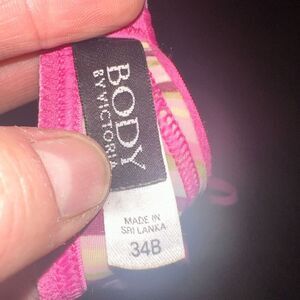 BODY
BY VICTORIA
MADE IN
SRI LANKA
34B